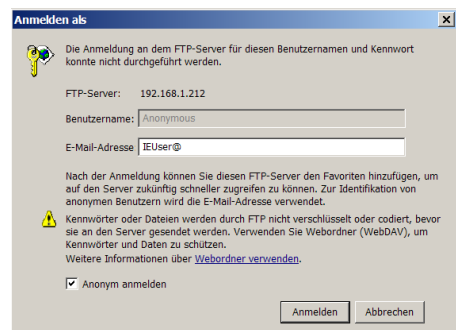 Anmelden als
Die Anmeldung an dem FTP-Server für diesen Benutzernamen und Kennwort
konnte nicht durchgeführt werden.
FTP-Server: 192.168.1.212
Benutzername: Anonymous
E-Mail-Adresse IEUser@
Nach der Anmeldung können Sie diesen FTP-Server den Favoriten hinzufügen, um
auf den Server zukünftig schneller zugreifen zu können. Zur Identifikation von
anonymen Benutzern wird die E-Mail-Adresse verwendet.
Kennwörter oder Dateien werden durch FTP nicht verschlüsselt oder codiert, bevor
sie an den Server gesendet werden. Verwenden Sie Webordner (WebDAV), um
Kennwörter und Daten zu schützen.
Weitere Informationen über Webordner verwenden.
Anonym anmelden
Anmelden Abbrechen